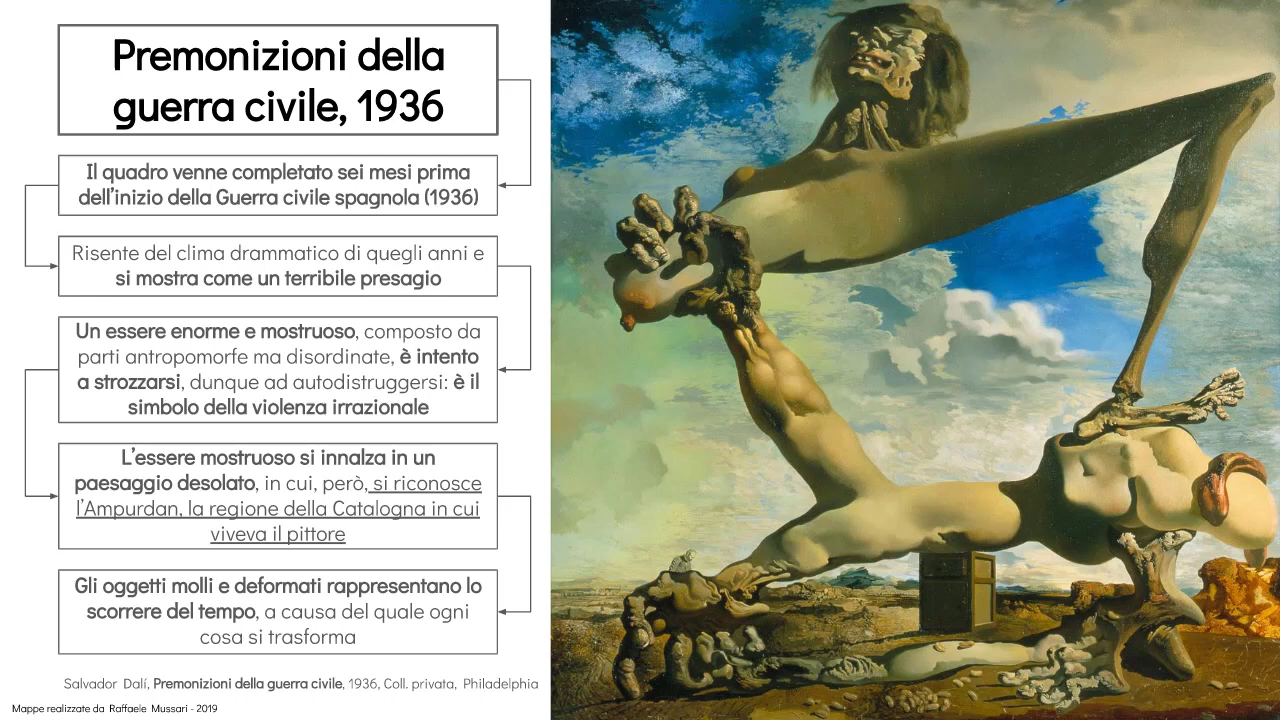 Premonizioni della
guerra civile, 1936
Il quadro venne completato sei mesi prima
dell'inizio della Guerra civile spagnola (1936)
Risente del clima drammatico di quegli anni e
si mostra come un terribile presagio
Un essere enorme e mostruoso, composto da
parti antropomorfe ma disordinate, è intento
a strozzarsi, dunque ad autodistruggersi: è il
simbolo della violenza irrazionale
L'essere mostruoso si innalza in un
paesaggio desolato, in cui, però, si riconosce
l'Ampurdan, la regione della Catalogna in cui
viveva il pittore
Gli oggetti molli e deformati rappresentano lo
scorrere del tempo, a causa del quale ogni
cosa si trasforma
Salvador Dalí, Premonizioni della guerra civile, 1936, Coll. privata, Philadelphia
Mappe realizzate da Raffaele Mussari - 2019